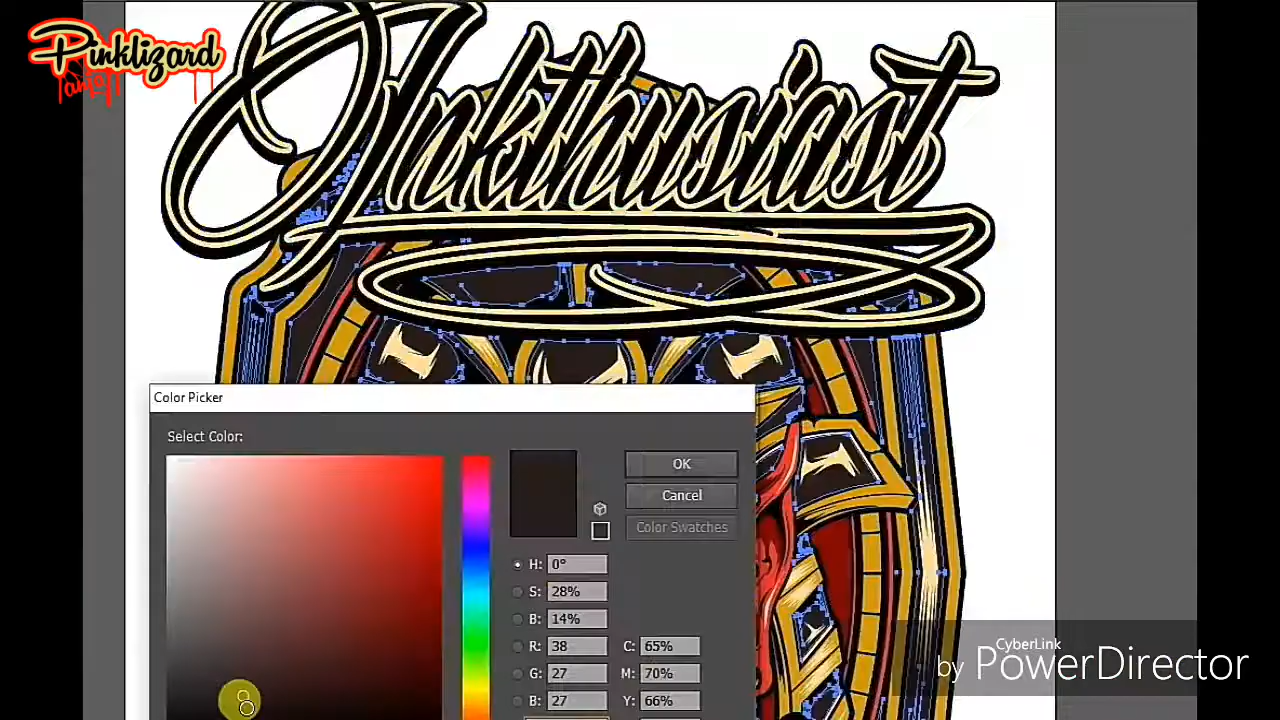 Pinklizard
Inkthusiast
Color Picker
Select Color:
OK
Cancel
Color Swatches
H: 0°
S: 28%
B: 14%
R: 38 C: 65%
G: 27 M: 70%
B: 27 Y: 66%
CyberLink
by PowerDirector